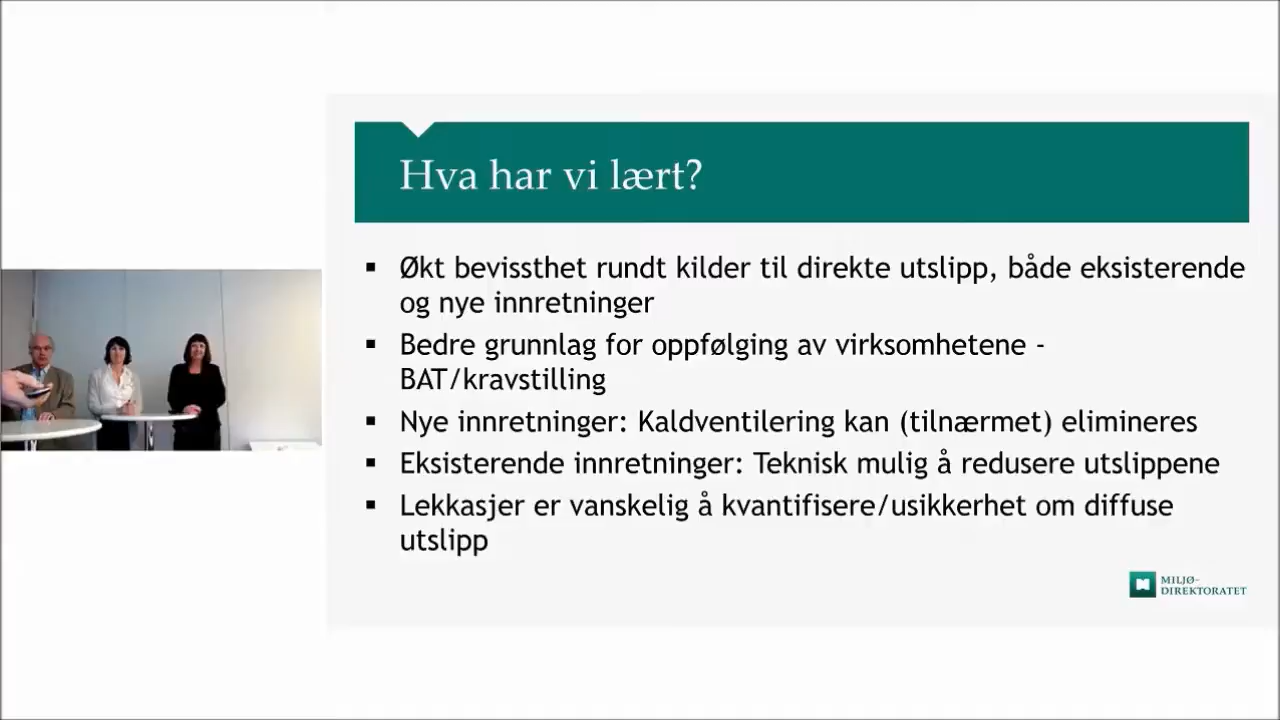 Hva har vi lært?
Økt bevissthet rundt kilder til direkte utslipp, både eksisterende
og nye innretninger
Bedre grunnlag for oppfølging av virksomhetene -
BAT/kravstilling
Nye innretninger: Kaldventilering kan (tilnærmet) elimineres
Eksisterende innretninger: Teknisk mulig å redusere utslippene
Lekkasjer er vanskelig å kvantifisere/usikkerhet om diffuse
utslipp
MILJØ-
DIREKTORATET